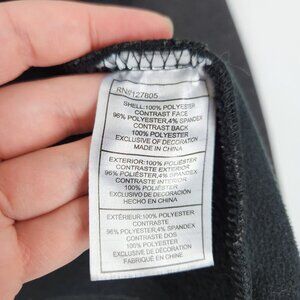 RN#127805
SHELL:100% POLYESTER
CONTRAST FACE
96% POLYESTER,4% SPANDEX
CONTRAST BACK
100% POLYESTER
EXCLUSIVE OF DECORATION
MADE IN CHINA
EXTERIOR:100% POLIÉSTER
CONTRASTE EXTERIOR
96% POLIÉSTER,4% SPANDEX
CONTRASTE INTERIOR
100% POLIÉSTER
EXCLUSIVO DE DECORACIÓN
HECHO EN CHINA
EXTÉRIEUR:100% POLYESTER
CONTRASTE
96% POLYESTER,4% SPANDEX
CONTRASTE DOS
100% POLYESTER
EXCLUSIF DE DÉCORATION
FABRIQUÉ EN CHINE